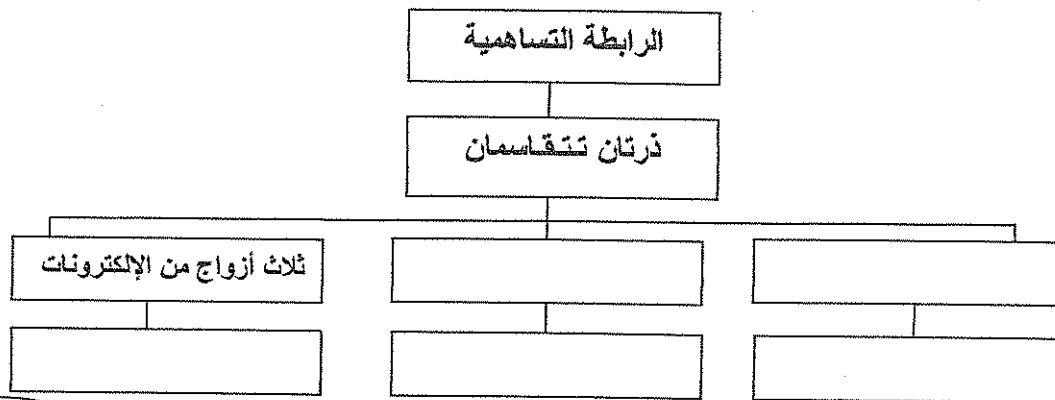 الرابطة التساهمية
ذرتان تتقاسمان
ثلاث أزواج من الإلكترونات